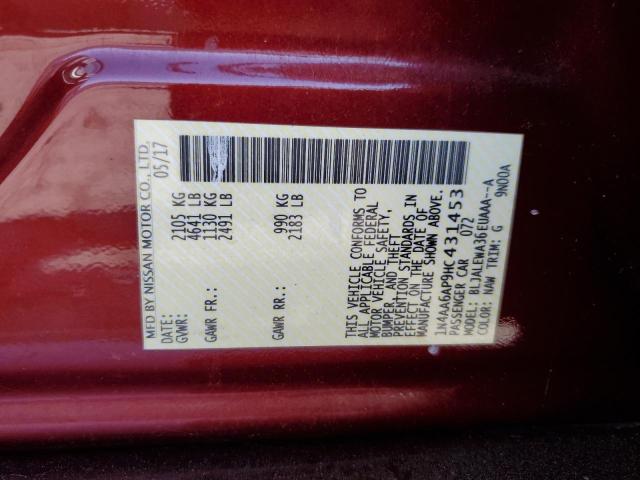 MFD BY NISSAN MOTOR CO., LTD.
DATE: 05/17
GVWR: 2105 KG
4641 LB
GAWR FR: 1130 KG
2491 LB
GAWR RR: 990 KG
2183 LB
THIS VEHICLE CONFORMS TO
ALL APPLICABLE FEDERAL
MOTOR VEHICLE SAFETY,
BUMPER, AND THEFT
PREVENTION STANDARDS IN
EFFECT ON THE DATE OF
MANUFACTURE SHOWN ABOVE.
1N4AA6AP9HC431453
PASSENGER CAR 072
MODEL: BLJALEWA36EUAAA--A
COLOR: NAW TRIM: G 9N00A